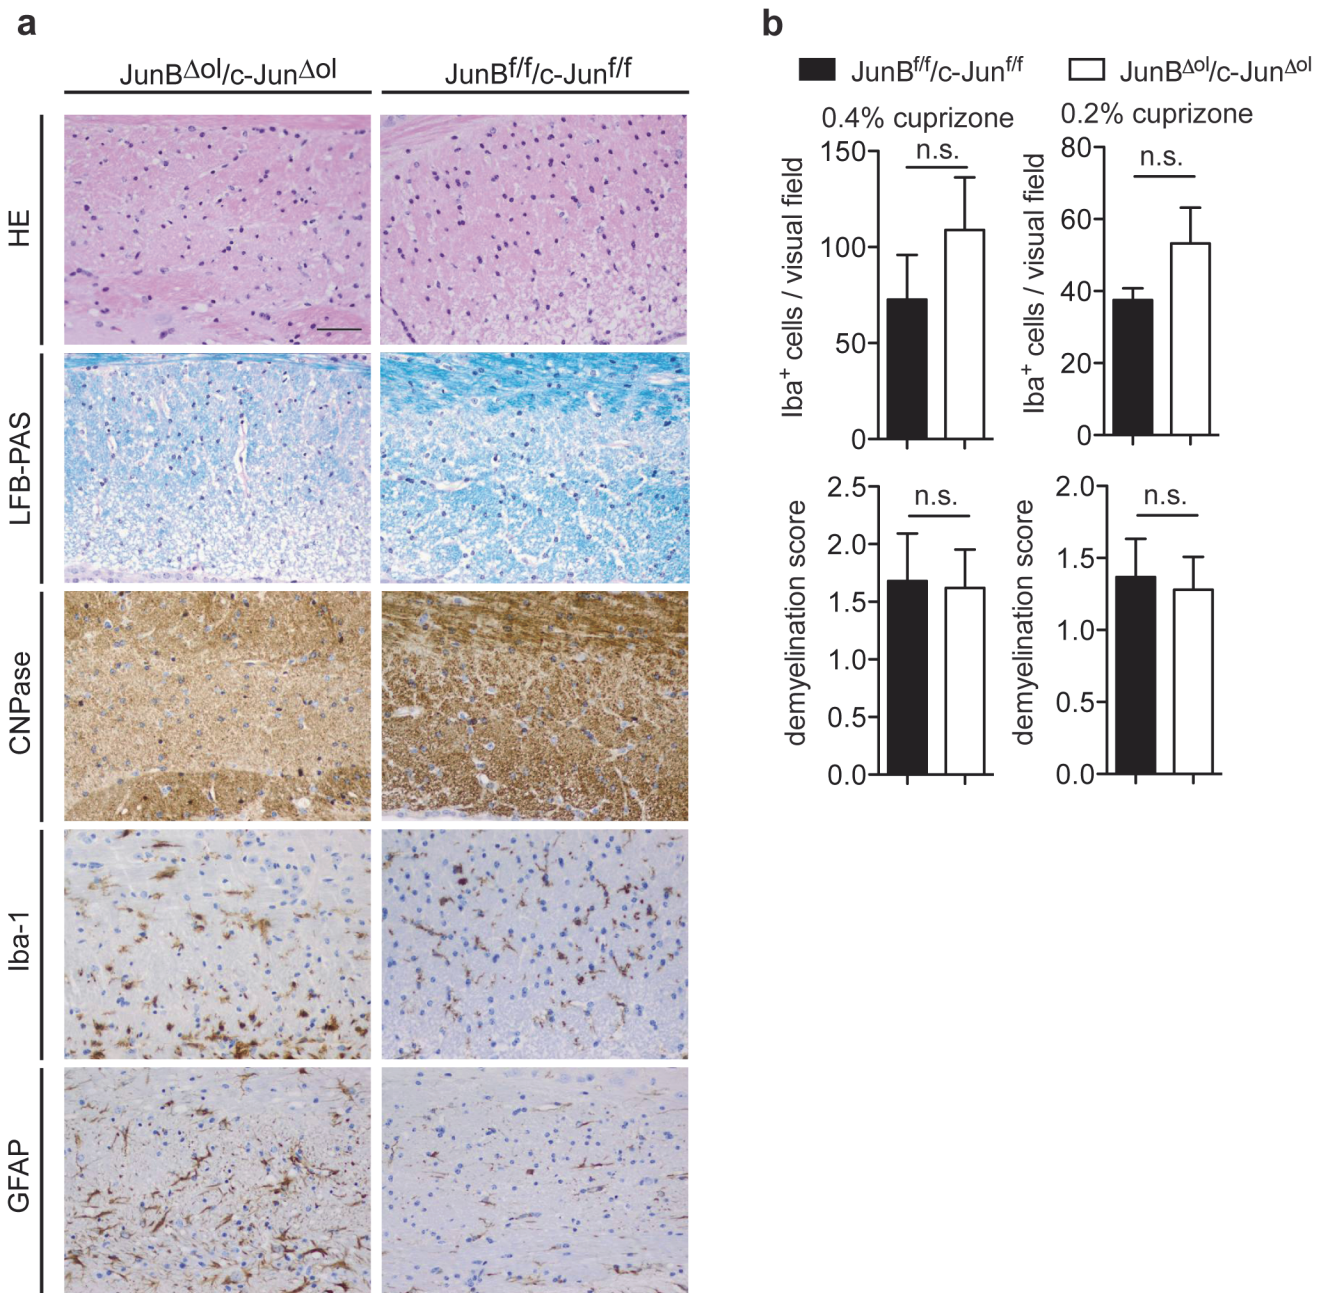 a
JunBΔol/c-JunΔol
JunBf/f/c-Junf/f
HE
LFB-PAS
CNPase
Iba-1
GFAP
b
JunBf/f/c-Junf/f
JunBΔol/c-JunΔol
0.4% cuprizone
Iba+ cells / visual field
150
100
50
0
n.s.
0.2% cuprizone
Iba+ cells / visual field
80
60
40
20
0
n.s.
demyelination score
2.5
2.0
1.5
1.0
0.5
0.0
n.s.
demyelination score
2.0
1.5
1.0
0.5
0.0
n.s.